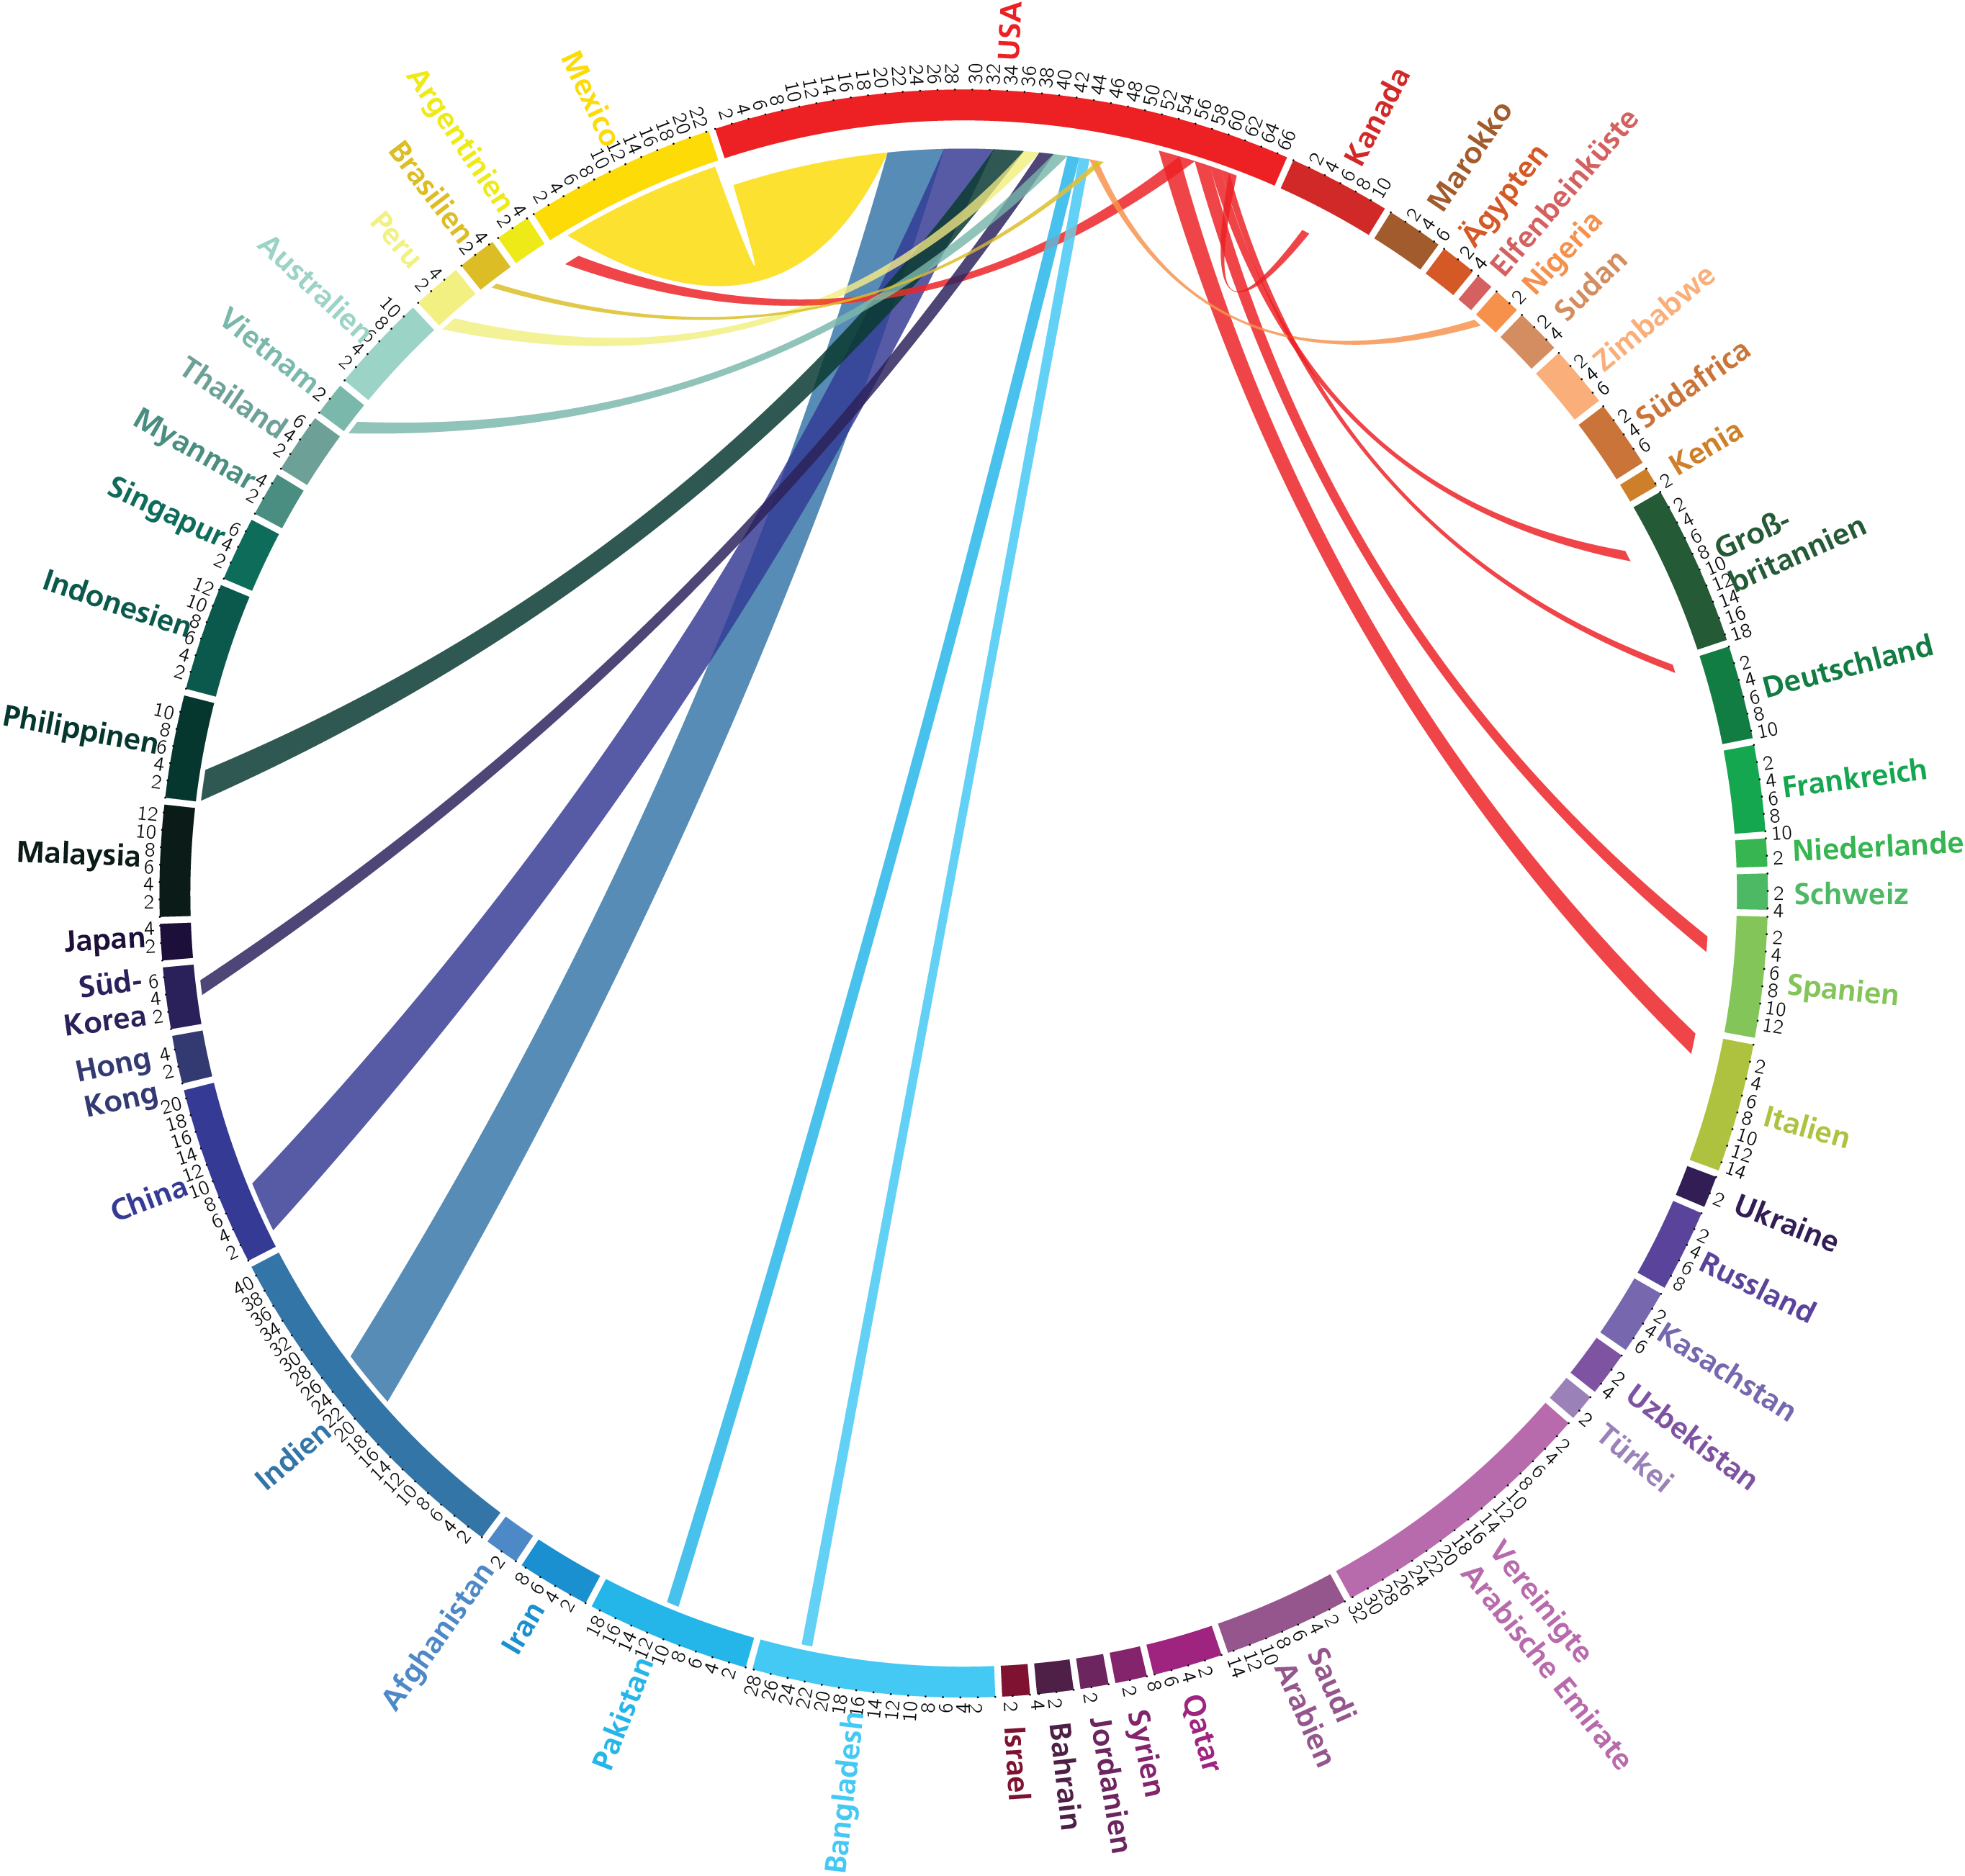 USA
2 4 6 8 10 12 14 16 18 20 22 24 26 28 30 32 34 36 38 40 42 44 46 48 50 52 54 56 58 60 62 64 66
Kanada
2 4 6 8 10
Marokko
2 4 6
Ägypten
2 4
Elfenbeinküste
Nigeria
2
Sudan
2 4
Zimbabwe
2 4 6
Südafrica
2 4 6
Kenia
2
Groß-
britannien
2 4 6 8 10 12 14 16 18
Deutschland
2 4 6 8 10
Frankreich
2 4 6 8 10
Niederlande
2
Schweiz
2 4
Spanien
2 4 6 8 10 12
Italien
2 4 6 8 10 12 14
Ukraine
2
Russland
2 4 6 8
Kasachstan
2 4 6
Uzbekistan
2 4
Türkei
2
Vereinigte
Arabische Emirate
2 4 6 8 10 12 14 16 18 20 22 24 26 28 30 32
Saudi
Arabien
2 4 6 8 10 12 14
Qatar
2 4 6 8
Syrien
2
Jordanien
2
Bahrain
2 4
Israel
2
Bangladesh
2 4 6 8 10 12 14 16 18 20 22 24 26 28
Pakistan
2 4 6 8 10 12 14 16 18
Iran
2 4 6 8
Afghanistan
2
Indien
2 4 6 8 10 12 14 16 18 20 22 24 26 28 30 32 34 36 38 40
China
2 4 6 8 10 12 14 16 18 20
Hong
Kong
2 4
Süd-
Korea
2 4 6
Japan
2 4
Malaysia
2 4 6 8 10 12
Philippinen
2 4 6 8 10
Indonesien
2 4 6 8 10 12
Singapur
2 4 6
Myanmar
2 4
Thailand
2 4 6
Vietnam
2
Australien
2 4 6 8 10
Peru
2 4
Brasilien
2 4
Argentinien
2 4
Mexico
2 4 6 8 10 12 14 16 18 20 22